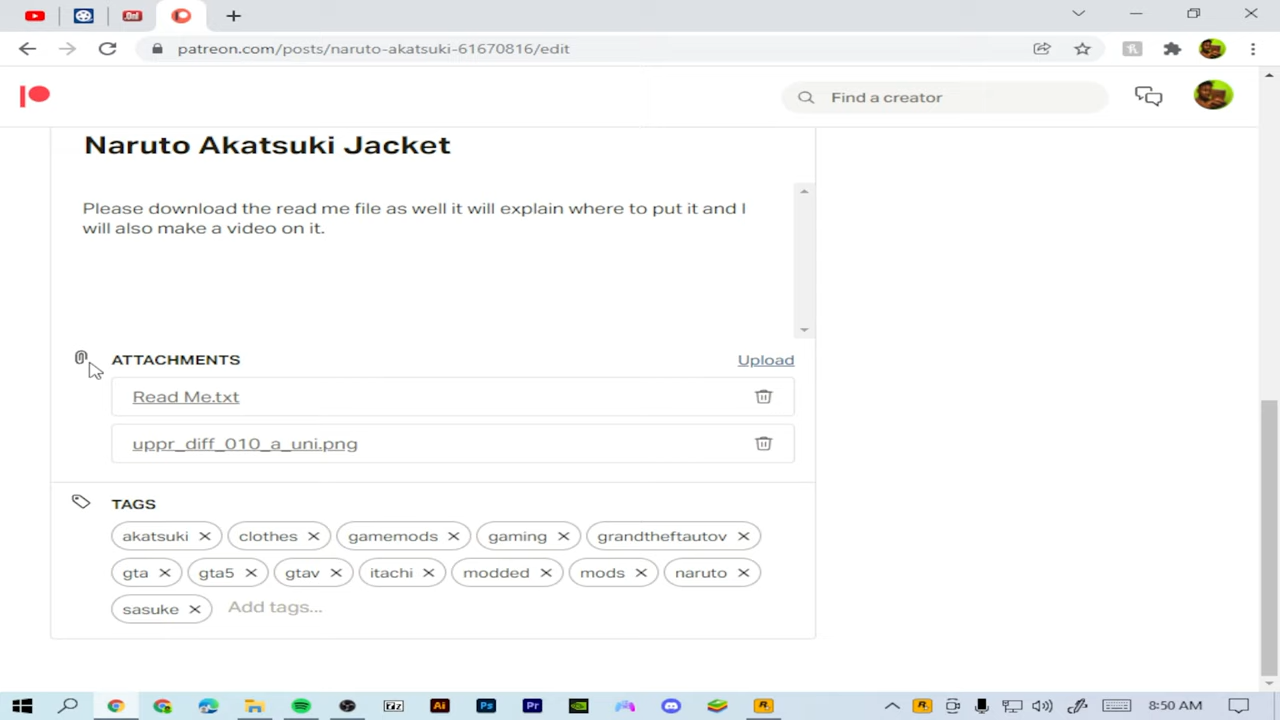 patreon.com/posts/naruto-akatsuki-61670816/edit
Find a creator
Naruto Akatsuki Jacket
Please download the read me file as well it will explain where to put it and I
will also make a video on it.
ATTACHMENTS
Upload
Read Me.txt
uppr_diff_010_a_uni.png
TAGS
akatsuki clothes gamemods gaming grandtheftautov
gta gta5 gtav itachi modded mods naruto
sasuke Add tags...
Ai Ps Pr
8:50 AM